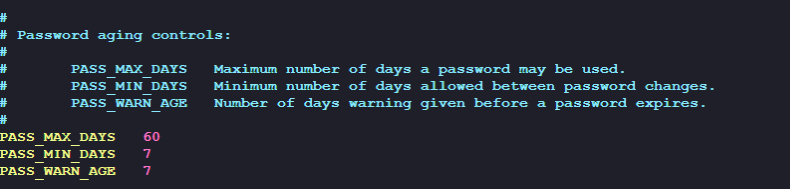 #
# Password aging controls:
#
#       PASS_MAX_DAYS   Maximum number of days a password may be used.
#       PASS_MIN_DAYS   Minimum number of days allowed between password changes.
#       PASS_WARN_AGE   Number of days warning given before a password expires.
#
PASS_MAX_DAYS   60
PASS_MIN_DAYS   7
PASS_WARN_AGE   7